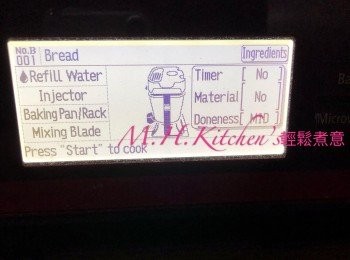 No.B 001 Bread Ingredients
Refill Water
Injector
Baking Pan/Rack
Mixing Blade
Timer [ No ]
Material [ No ]
Doneness [ MID ]
Press "Start" to cook
M.H.Kitchen's輕鬆煮意